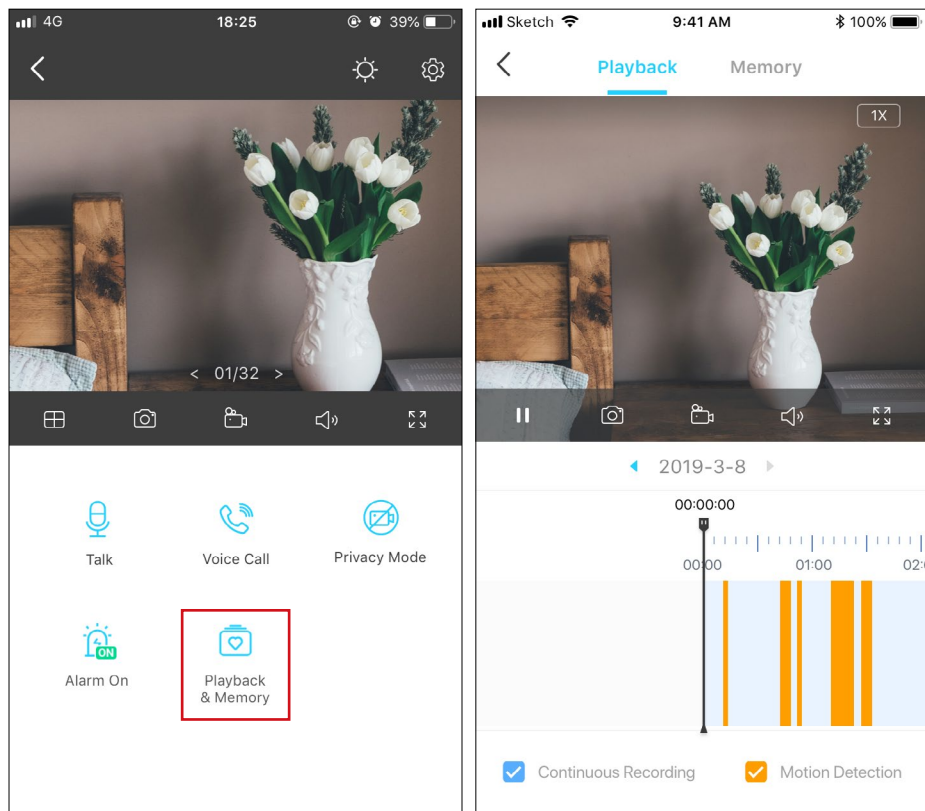 4G 18:25 39%
< 01/32 >
Talk
Voice Call
Privacy Mode
ON
Alarm On
Playback
& Memory
Sketch 9:41 AM 100%
Playback Memory
1X
2019-3-8
00:00:00
00:00 01:00 02:
Continuous Recording
Motion Detection